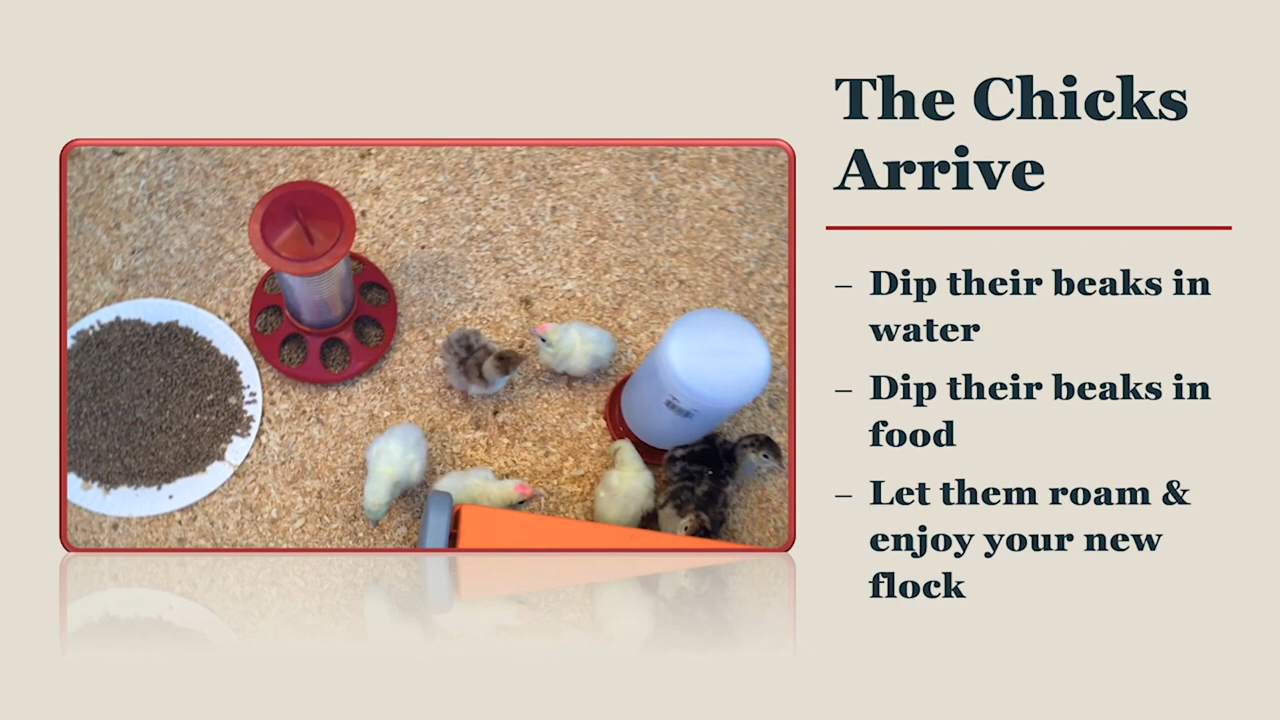 The Chicks
Arrive
– Dip their beaks in
water
– Dip their beaks in
food
– Let them roam &
enjoy your new
flock